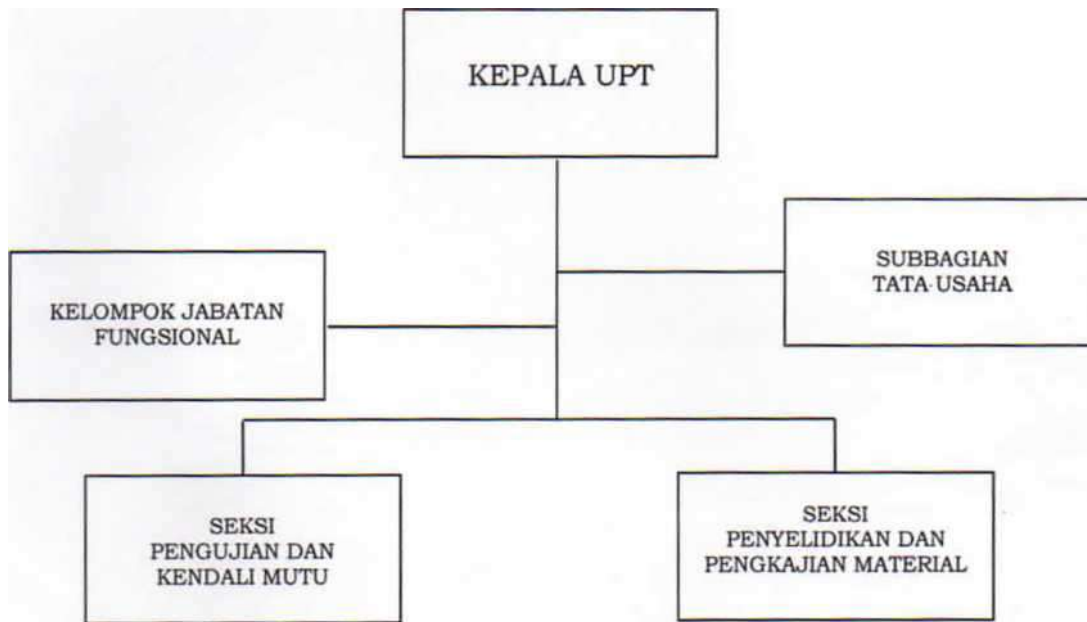 KEPALA UPT
SUBBAGIAN
TATA USAHA
KELOMPOK JABATAN
FUNGSIONAL
SEKSI
PENGUJIAN DAN
KENDALI MUTU
SEKSI
PENYELIDIKAN DAN
PENGKAJIAN MATERIAL